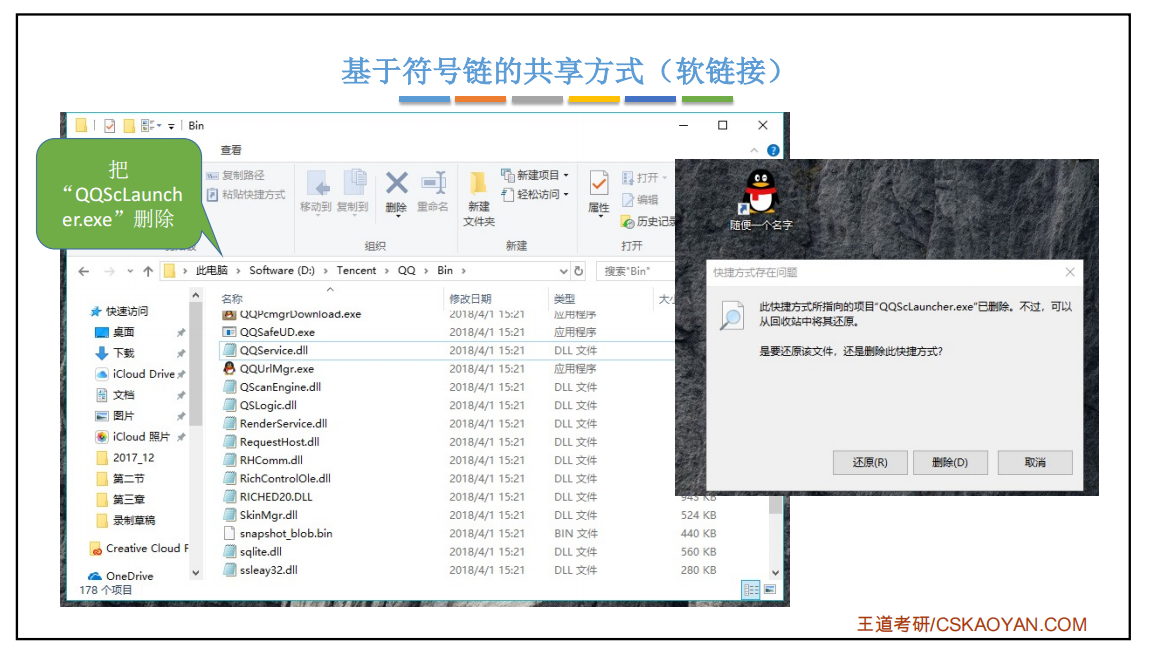 基于符号链的共享方式（软链接）
Bin
查看
把
“QQScLaunch
er.exe”删除
复制路径
粘贴快捷方式
移动到
复制到
删除
重命名
新建
文件夹
新建项目
轻松访问
属性
打开
编辑
历史记录
组织
新建
打开
此电脑 › Software (D:) › Tencent › QQ › Bin ›
搜索"Bin"
名称
修改日期
类型
快速访问
桌面
下载
iCloud Drive
文档
图片
iCloud 照片
2017_12
第二节
第三章
录制草稿
Creative Cloud F
OneDrive
QQPcmgrDownload.exe 2018/4/1 15:21 应用程序
QQSafeUD.exe 2018/4/1 15:21 应用程序
QQService.dll 2018/4/1 15:21 DLL 文件
QQUrlMgr.exe 2018/4/1 15:21 应用程序
QScanEngine.dll 2018/4/1 15:21 DLL 文件
QSLogic.dll 2018/4/1 15:21 DLL 文件
RenderService.dll 2018/4/1 15:21 DLL 文件
RequestHost.dll 2018/4/1 15:21 DLL 文件
RHComm.dll 2018/4/1 15:21 DLL 文件
RichControlOle.dll 2018/4/1 15:21 DLL 文件
RICHED20.DLL 2018/4/1 15:21 DLL 文件 943 KB
SkinMgr.dll 2018/4/1 15:21 DLL 文件 524 KB
snapshot_blob.bin 2018/4/1 15:21 BIN 文件 440 KB
sqlite.dll 2018/4/1 15:21 DLL 文件 560 KB
ssleay32.dll 2018/4/1 15:21 DLL 文件 280 KB
178 个项目
随便一个名字
快捷方式存在问题
此快捷方式所指向的项目"QQScLauncher.exe"已删除。不过，可以
从回收站中将其还原。
是要还原该文件，还是删除此快捷方式?
还原(R)
删除(D)
取消
王道考研/CSKAOYAN.COM